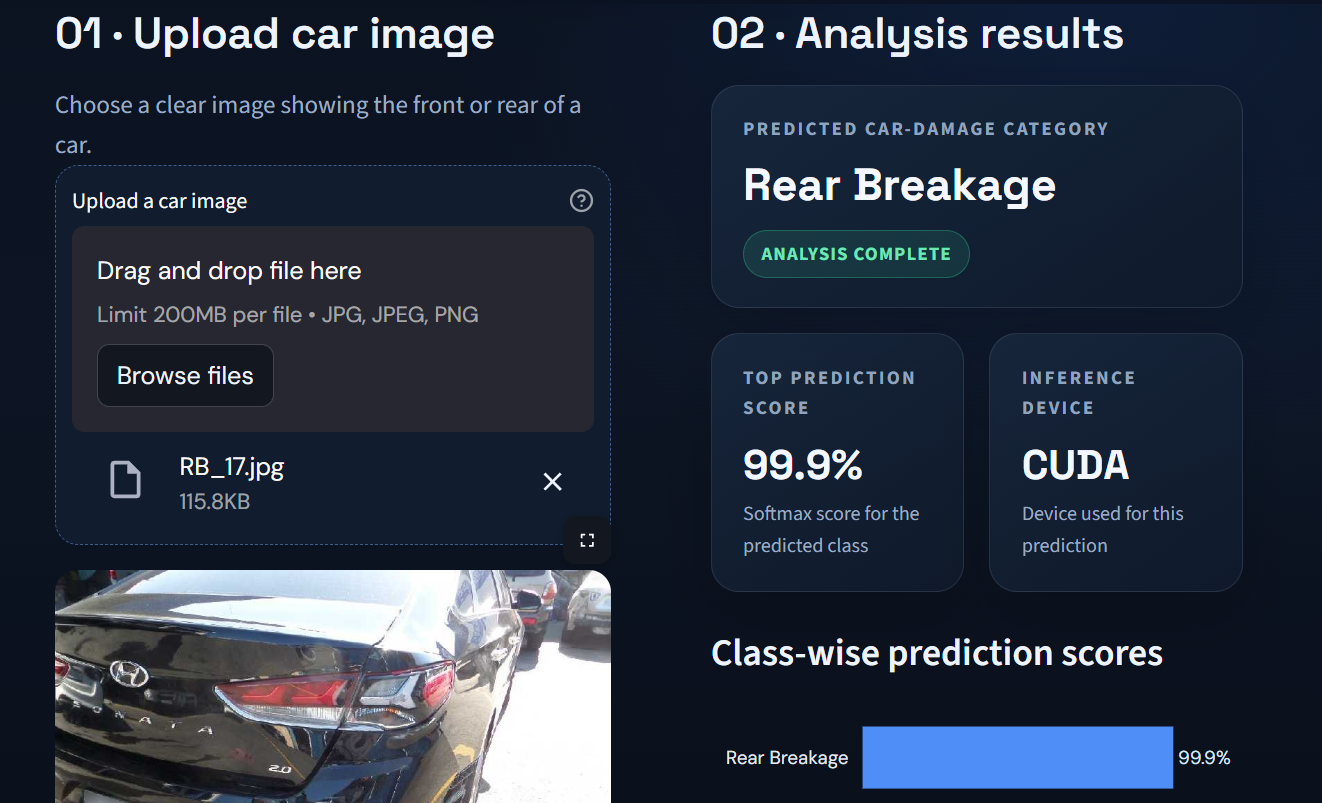 01 · Upload car image
Choose a clear image showing the front or rear of a
car.
Upload a car image
Drag and drop file here
Limit 200MB per file • JPG, JPEG, PNG
Browse files
RB_17.jpg
115.8KB
SONATA
2.0
02 · Analysis results
PREDICTED CAR-DAMAGE CATEGORY
Rear Breakage
ANALYSIS COMPLETE
TOP PREDICTION
SCORE
99.9%
Softmax score for the
predicted class
INFERENCE
DEVICE
CUDA
Device used for this
prediction
Class-wise prediction scores
Rear Breakage 99.9%